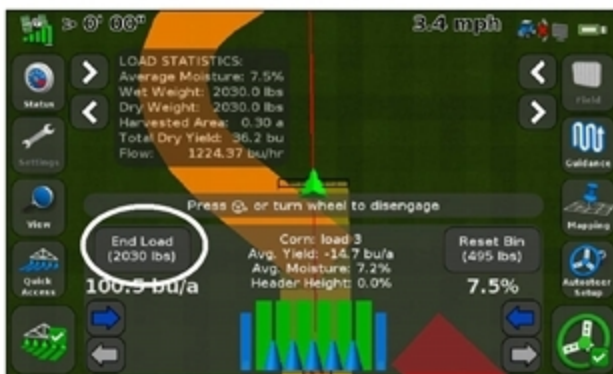 0' 00"
3.4 mph
LOAD STATISTICS:
Average Moisture: 7.5%
Wet Weight: 2030.0 lbs
Dry Weight: 2030.0 lbs
Harvested Area: 0.30 a
Total Dry Yield: 36.2 bu
Flow: 1224.37 bu/hr
Status
Settings
View
Quick
Access
Field
Guidance
Mapping
Autosteer
Setup
Press or turn wheel to disengage
End Load
(2030 lbs)
100.5 bu/a
Corn: load 3
Avg. Yield: -14.7 bu/a
Avg. Moisture: 7.2%
Header Height: 0.0%
Reset Bin
(495 lbs)
7.5%